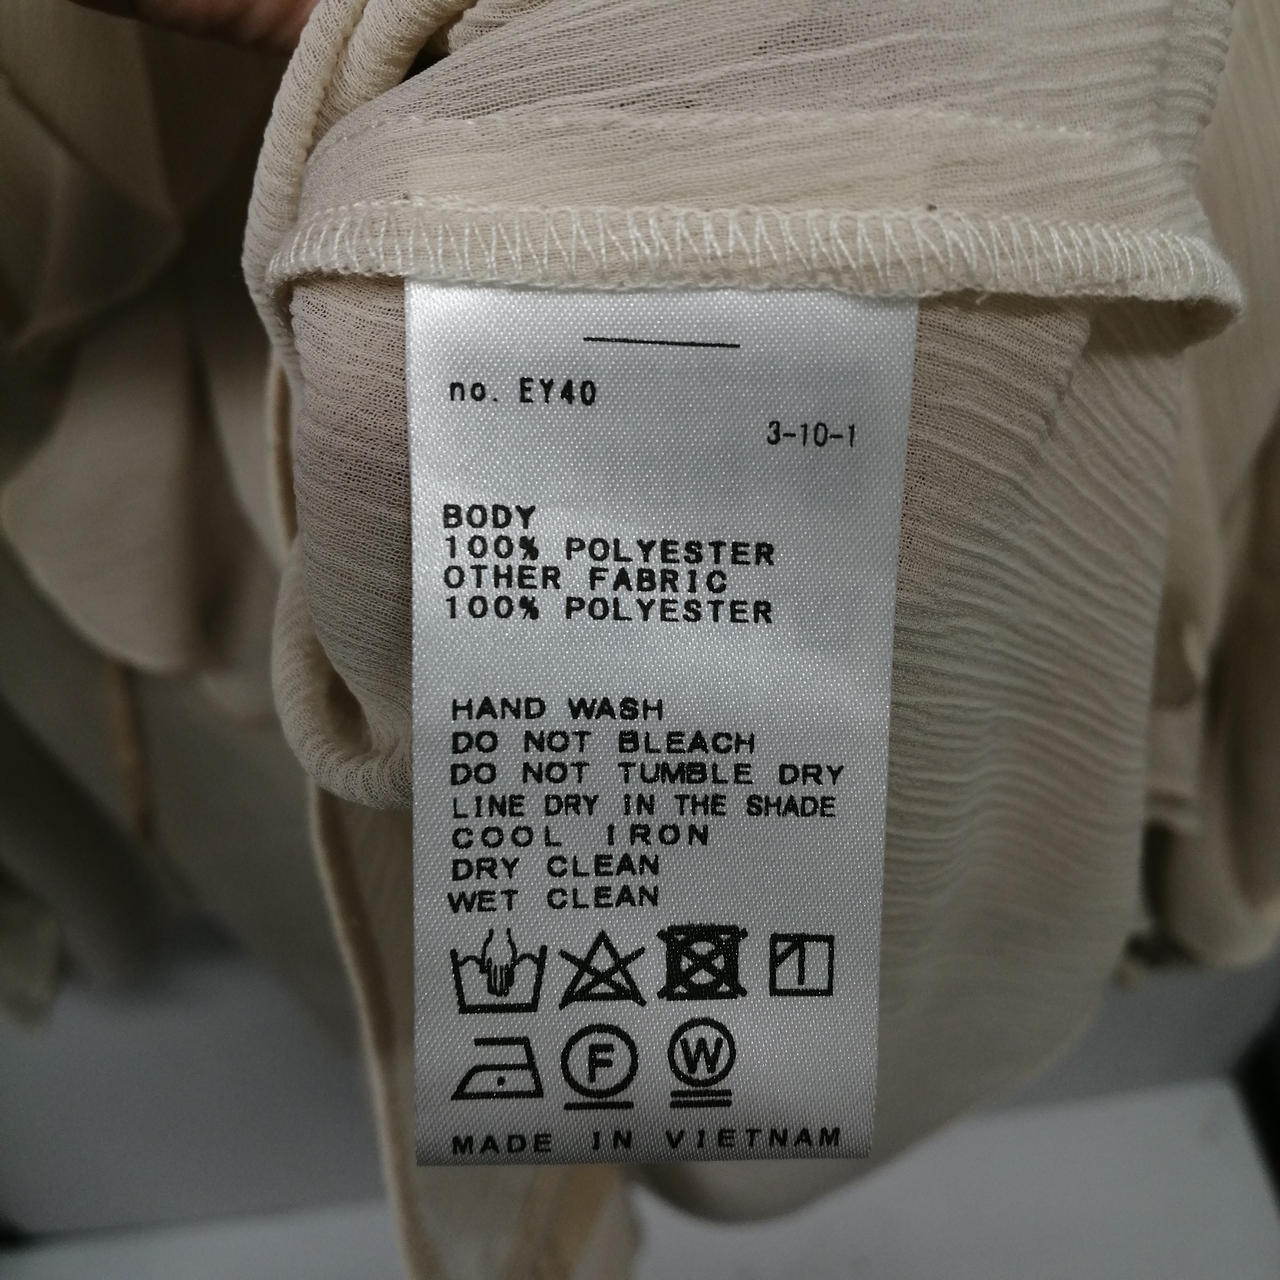 no. EY40
3-10-1
BODY
100% POLYESTER
OTHER FABRIC
100% POLYESTER
HAND WASH
DO NOT BLEACH
DO NOT TUMBLE DRY
LINE DRY IN THE SHADE
COOL IRON
DRY CLEAN
WET CLEAN
F W
MADE IN VIETNAM